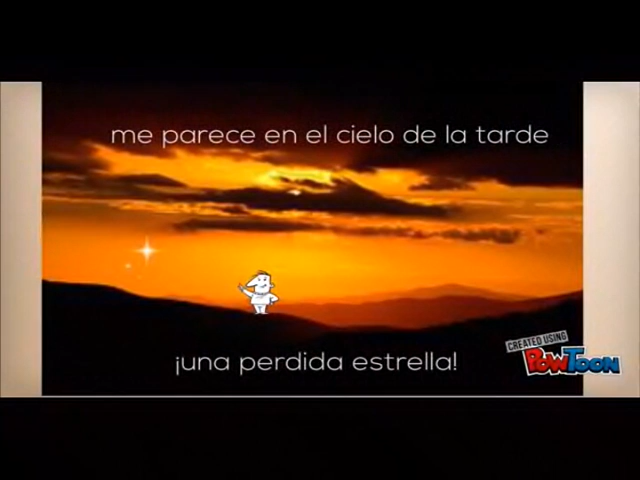 me parece en el cielo de la tarde
¡una perdida estrella!
CREATED USING
POWTOON